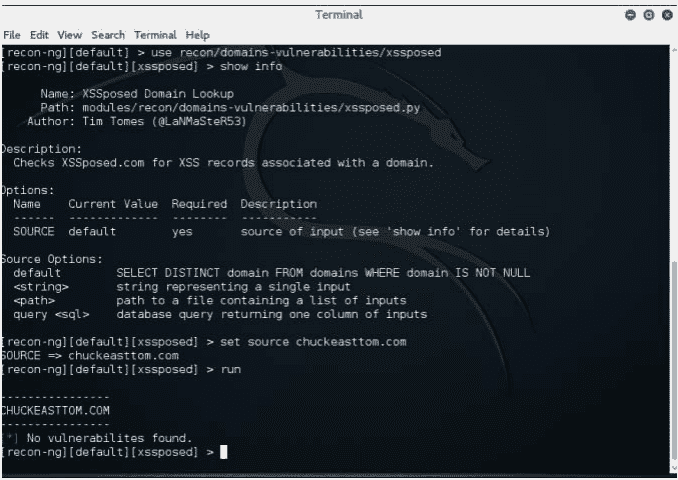 Terminal
File Edit View Search Terminal Help
[recon-ng][default] > use recon/domains-vulnerabilities/xssposed
[recon-ng][default][xssposed] > show info
Name: XSSposed Domain Lookup
Path: modules/recon/domains-vulnerabilities/xssposed.py
Author: Tim Tomes (@LaNMaSteR53)
Description:
Checks XSSposed.com for XSS records associated with a domain.
Options:
Name Current Value Required Description
------ ------------- -------- -----------
SOURCE default yes source of input (see 'show info' for details)
Source Options:
default SELECT DISTINCT domain FROM domains WHERE domain IS NOT NULL
<string> string representing a single input
<path> path to a file containing a list of inputs
query <sql> database query returning one column of inputs
[recon-ng][default][xssposed] > set source chuckeasttom.com
SOURCE => chuckeasttom.com
[recon-ng][default][xssposed] > run
---------------
CHUCKEASTTOM.COM
---------------
[*] No vulnerabilites found.
[recon-ng][default][xssposed] >